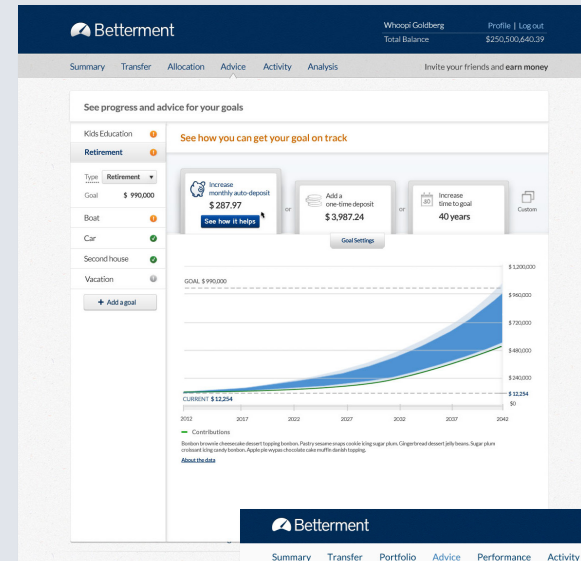 Betterment
Whoopi Goldberg Profile | Log out
Total Balance $250,500,640.39
Summary Transfer Allocation Advice Activity Analysis Invite your friends and earn money
See progress and advice for your goals
Kids Education
Retirement
Type Retirement
Goal $ 990,000
Boat
Car
Second house
Vacation
+ Add a goal
See how you can get your goal on track
Increase
monthly auto-deposit
$ 287.97
See how it helps
or
Add a
one-time deposit
$ 3,987.24
or
40
Increase
time to goal
40 years
Custom
Goal Settings
GOAL $ 990,000
$ 1,200,000
$ 960,000
$ 720,000
$ 480,000
$ 240,000
$ 12,254
$0
CURRENT $ 12,254
2012 2017 2022 2027 2032 2037 2042
Contributions
Bonbon brownie cheesecake dessert topping bonbon. Pastry sesame snaps cookie icing sugar plum. Gingerbread dessert jelly beans. Sugar plum
croissant icing candy bonbon. Apple pie wypas chocolate cake muffin danish topping.
About the data
Betterment
Summary Transfer Portfolio Advice Performance Activity